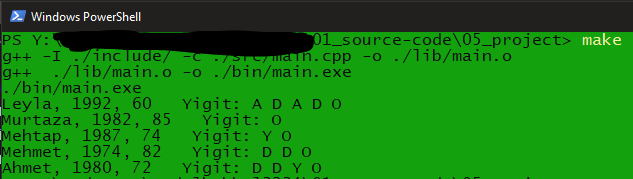 Windows PowerShell
PS Y:\ 01_source-code\05_project> make
g++ -I ./include/ -c ./src/main.cpp -o ./lib/main.o
g++  ./lib/main.o -o ./bin/main.exe
./bin/main.exe
Leyla, 1992, 60   Yigit: A D A D O
Murtaza, 1982, 85   Yigit: O
Mehtap, 1987, 74   Yigit: Y O
Mehmet, 1974, 82   Yigit: D D O
Ahmet, 1980, 72   Yigit: D D Y O